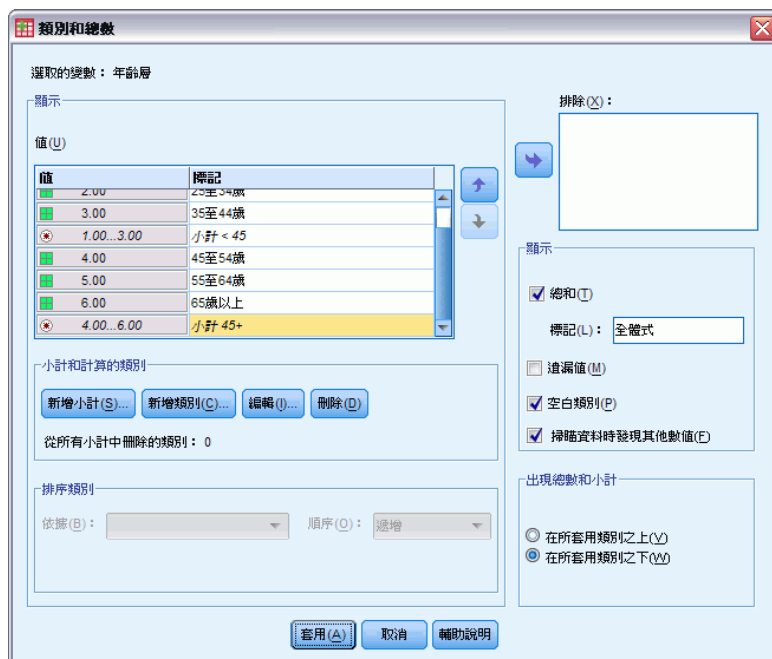 類別和總數
選取的變數： 年齡層
顯示
值(U)
值 標記
2.00 25至34歲
3.00 35至44歲
1.00...3.00 小計 < 45
4.00 45至54歲
5.00 55至64歲
6.00 65歲以上
4.00...6.00 小計 45+
小計和計算的類別
新增小計(S)... 新增類別(C)... 編輯(I)... 刪除(D)
從所有小計中刪除的類別： 0
排序類別
依據(B)： 順序(O)： 遞增
排除(X)：
顯示
總和(T)
標記(L)： 全體式
遺漏值(M)
空白類別(P)
掃瞄資料時發現其他數值(F)
出現總數和小計
在所套用類別之上(V)
在所套用類別之下(W)
套用(A) 取消 輔助說明